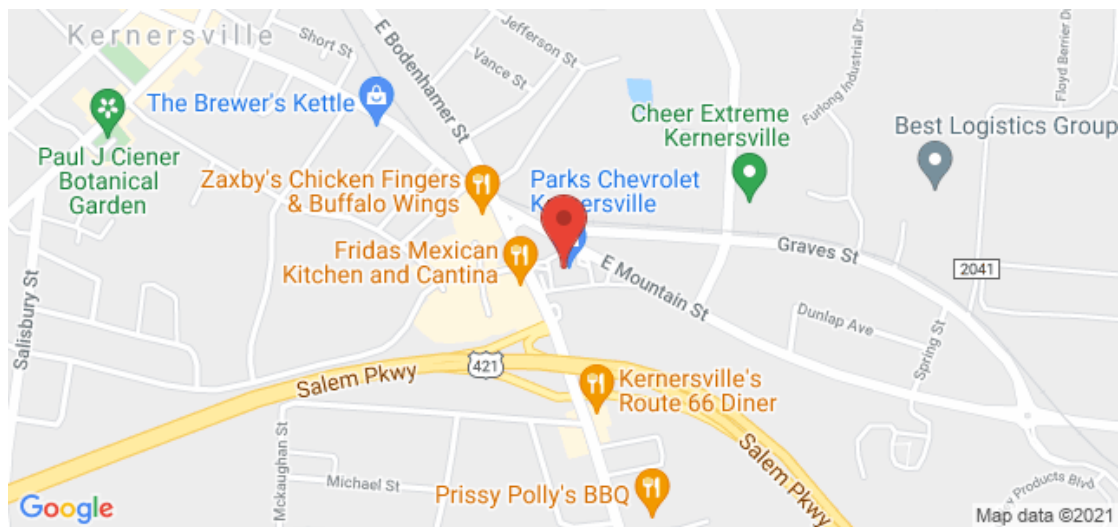 Kernersville
Short St
E Bodenhamer St
Jefferson St
Vance St
Furlong Industrial Dr
Floyd Berrier Dr
The Brewer's Kettle
Cheer Extreme
Kernersville
Best Logistics Group
Paul J Ciener
Botanical
Garden
Zaxby's Chicken Fingers
& Buffalo Wings
Parks Chevrolet
Fridas Mexican
Kitchen and Cantina
E Mountain St
Graves St
2041
Salisbury St
Dunlap Ave
Spring St
421
Salem Pkwy
Kernersville's
Route 66 Diner
Salem Pkwy
Mckaughan St
Michael St
Prissy Polly's BBQ
Products Blvd
Google
Map data ©2021